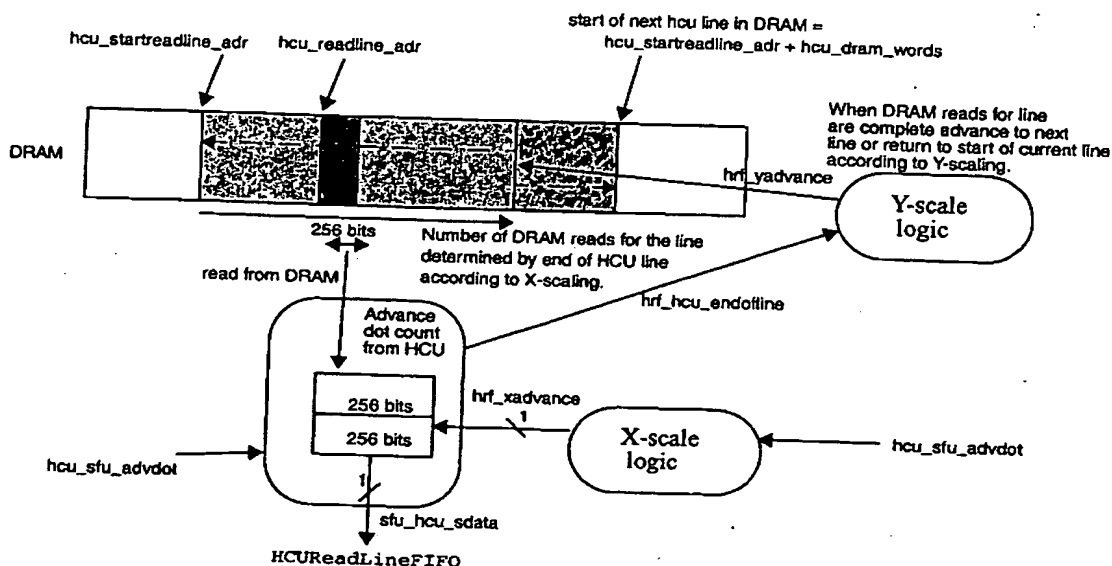 start of next hcu line in DRAM =
hcu_startreadline_adr + hcu_dram_words
hcu_startreadline_adr
hcu_readline_adr
When DRAM reads for line
are complete advance to next
line or return to start of current line
according to Y-scaling.
DRAM
hrf_yadvance
Y-scale
logic
256 bits
Number of DRAM reads for the line
determined by end of HCU line
according to X-scaling.
read from DRAM
hrf_hcu_endofline
Advance
dot count
from HCU
256 bits
256 bits
hrf_xadvance
1
X-scale
logic
hcu_sfu_advdot
hcu_sfu_advdot
1
sfu_hcu_sdata
HCUReadLineFIFO